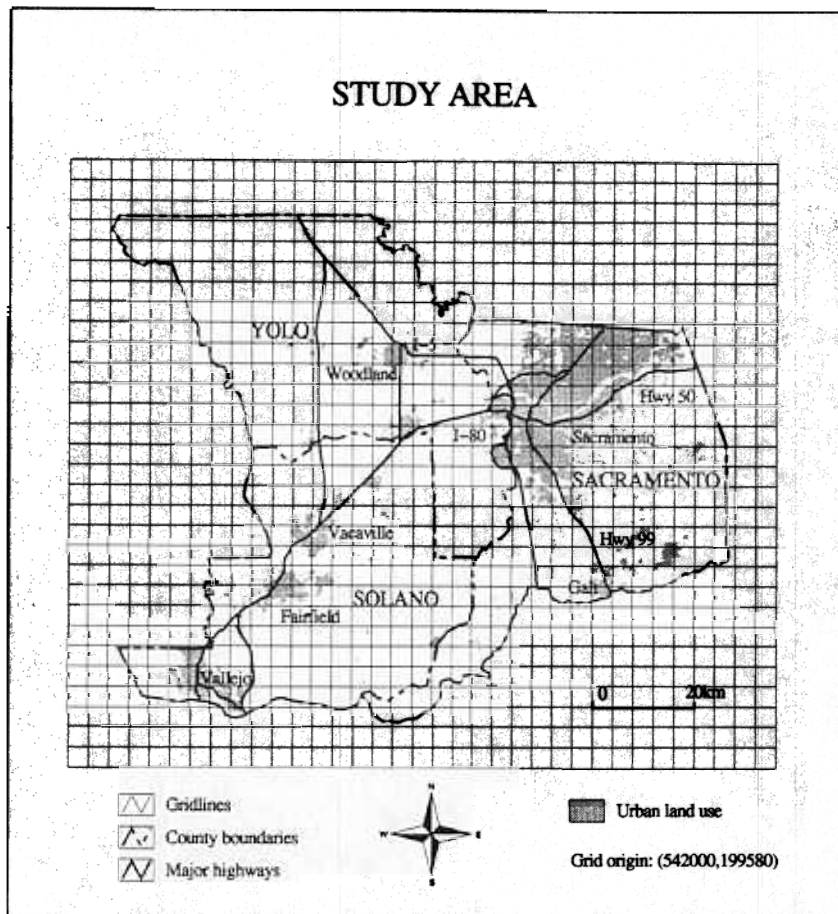 STUDY AREA
YOLO
I-5
Woodland
Hwy 50
I-80
Sacramento
SACRAMENTO
Vacaville
Hwy 99
Galt
SOLANO
Fairfield
Vallejo
0 20km
Gridlines
County boundaries
Major highways
N
W E
S
Urban land use
Grid origin: (542000,199580)